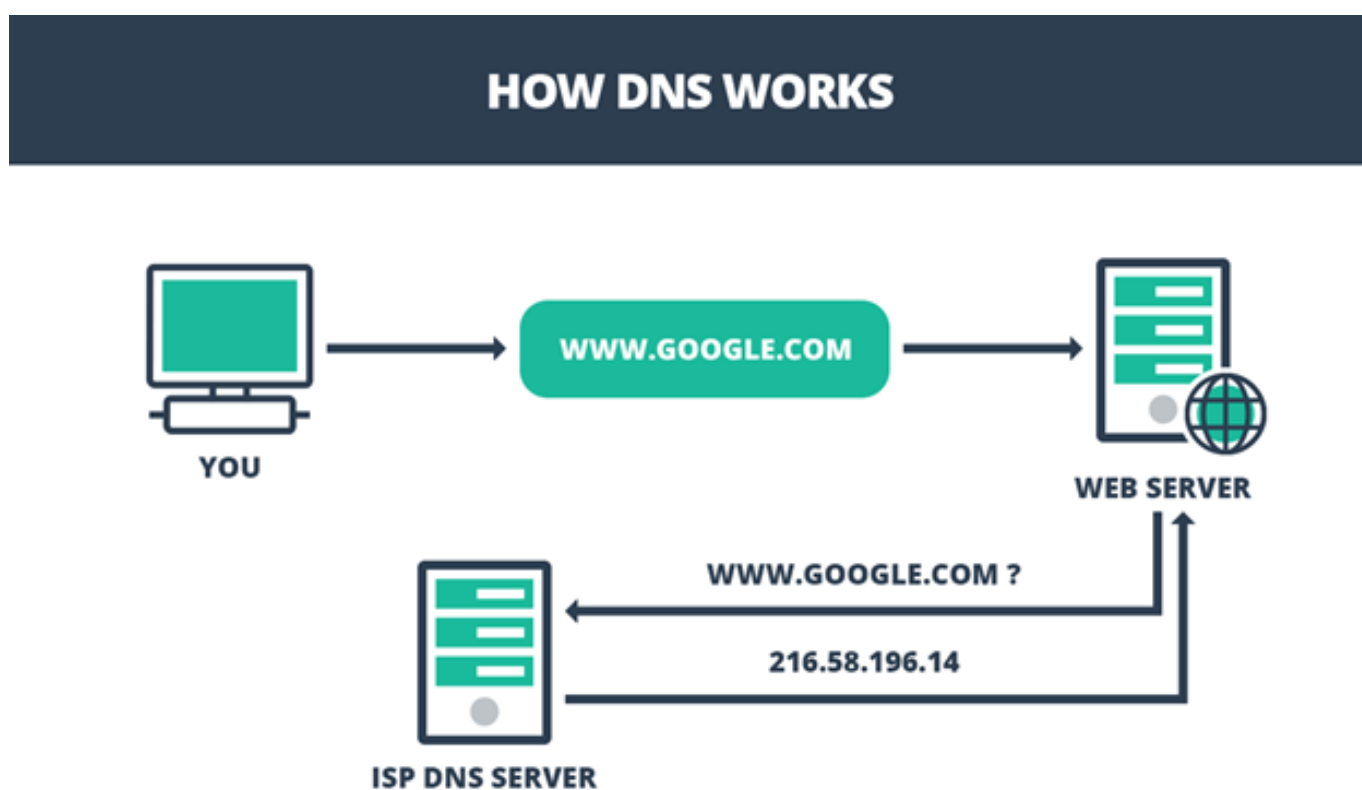 HOW DNS WORKS
WWW.GOOGLE.COM
YOU
WEB SERVER
WWW.GOOGLE.COM ?
216.58.196.14
ISP DNS SERVER